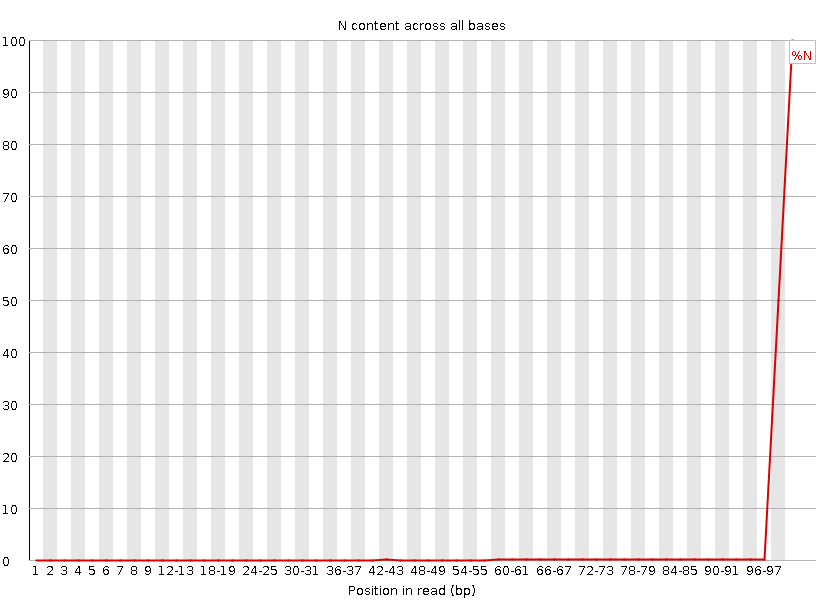 N content across all bases
100
%N
90
80
70
60
50
40
30
20
10
0
1 2 3 4 5 6 7 8 9 12-13 18-19 24-25 30-31 36-37 42-43 48-49 54-55 60-61 66-67 72-73 78-79 84-85 90-91 96-97
Position in read (bp)